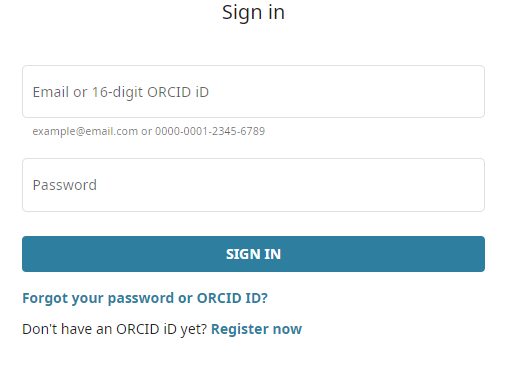 Sign in
Email or 16-digit ORCID iD
example@email.com or 0000-0001-2345-6789
Password
SIGN IN
Forgot your password or ORCID ID?
Don't have an ORCID iD yet? Register now